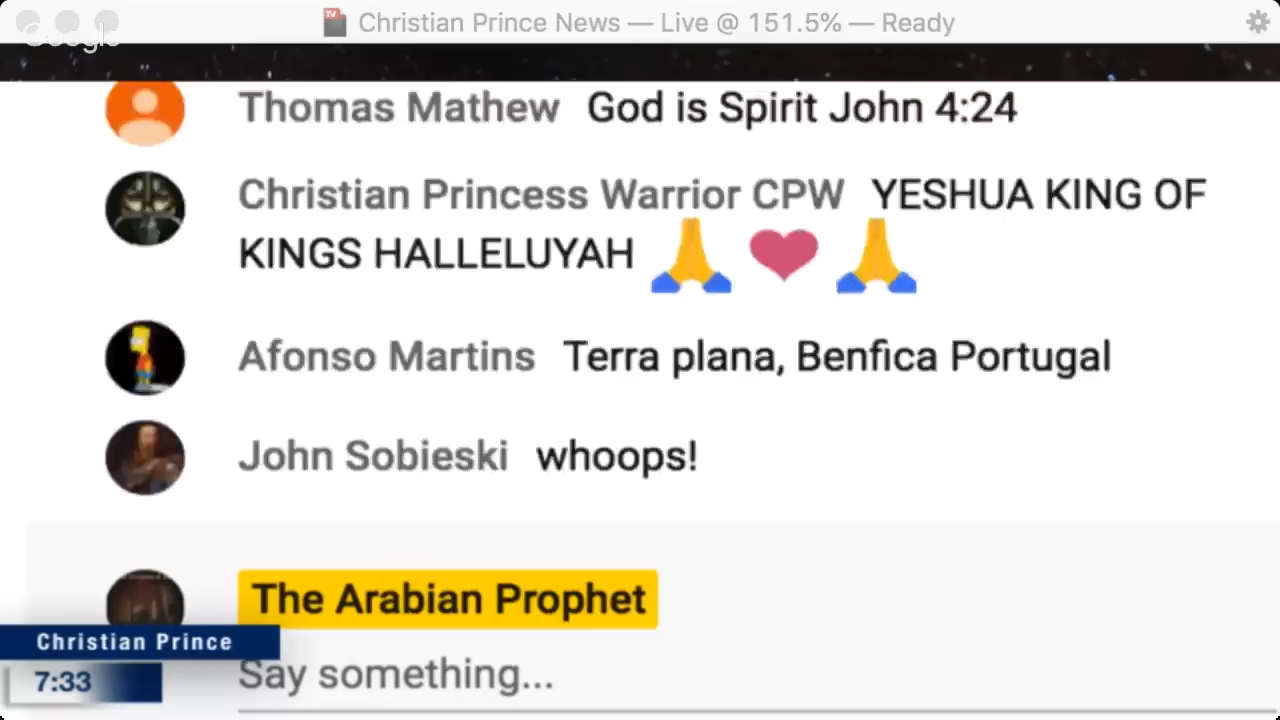 Christian Prince News — Live @ 151.5% — Ready
Google
Thomas Mathew God is Spirit John 4:24
Christian Princess Warrior CPW YESHUA KING OF
KINGS HALLELUYAH 🙏 ❤️ 🙏
Afonso Martins Terra plana, Benfica Portugal
John Sobieski whoops!
The Arabian Prophet
Christian Prince
Say something...
7:33